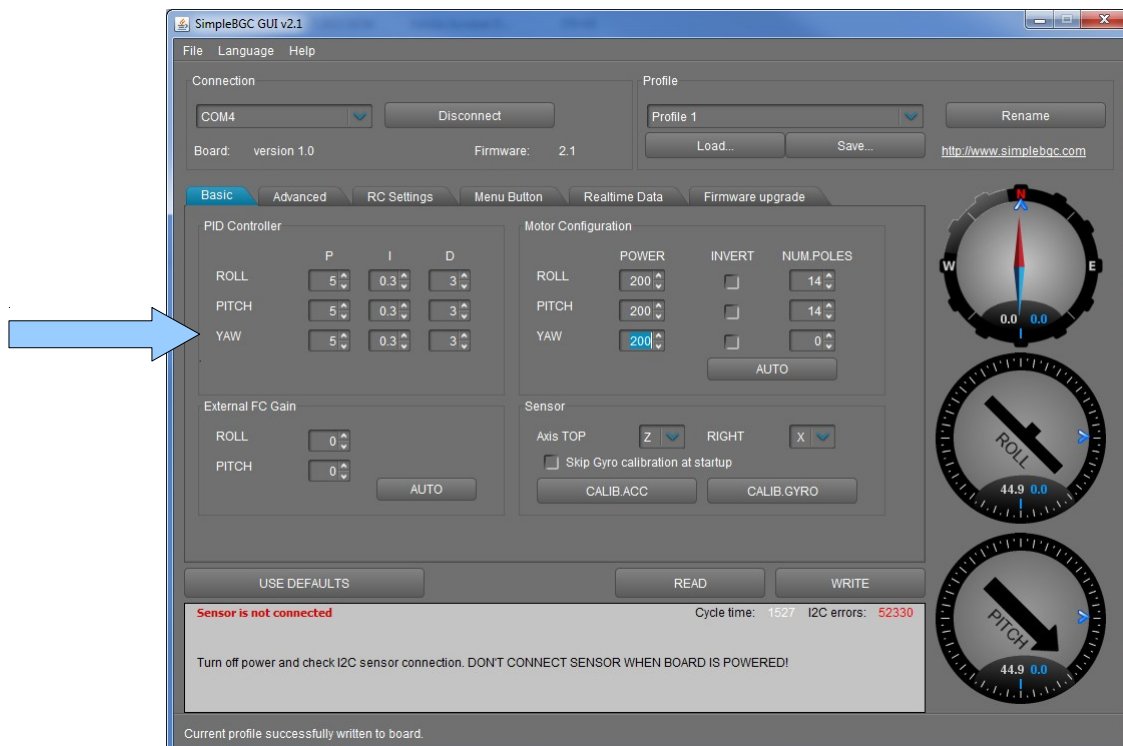 SimpleBGC GUI v2.1
File Language Help
Connection
COM4
Disconnect
Board: version 1.0 Firmware: 2.1
Profile
Profile 1
Rename
Load... Save...
http://www.simplebgc.com
Basic Advanced RC Settings Menu Button Realtime Data Firmware upgrade
PID Controller
P I D
ROLL 5 0.3 3
PITCH 5 0.3 3
YAW 5 0.3 3
Motor Configuration
POWER INVERT NUM.POLES
ROLL 200 14
PITCH 200 14
YAW 200 0
AUTO
External FC Gain
ROLL 0
PITCH 0
AUTO
Sensor
Axis TOP Z RIGHT X
Skip Gyro calibration at startup
CALIB.ACC CALIB.GYRO
USE DEFAULTS READ WRITE
Sensor is not connected Cycle time: 1527 I2C errors: 52330
Turn off power and check I2C sensor connection. DON'T CONNECT SENSOR WHEN BOARD IS POWERED!
Current profile successfully written to board.
N
W E
0.0 0.0
ROLL
44.9 0.0
PITCH
44.9 0.0